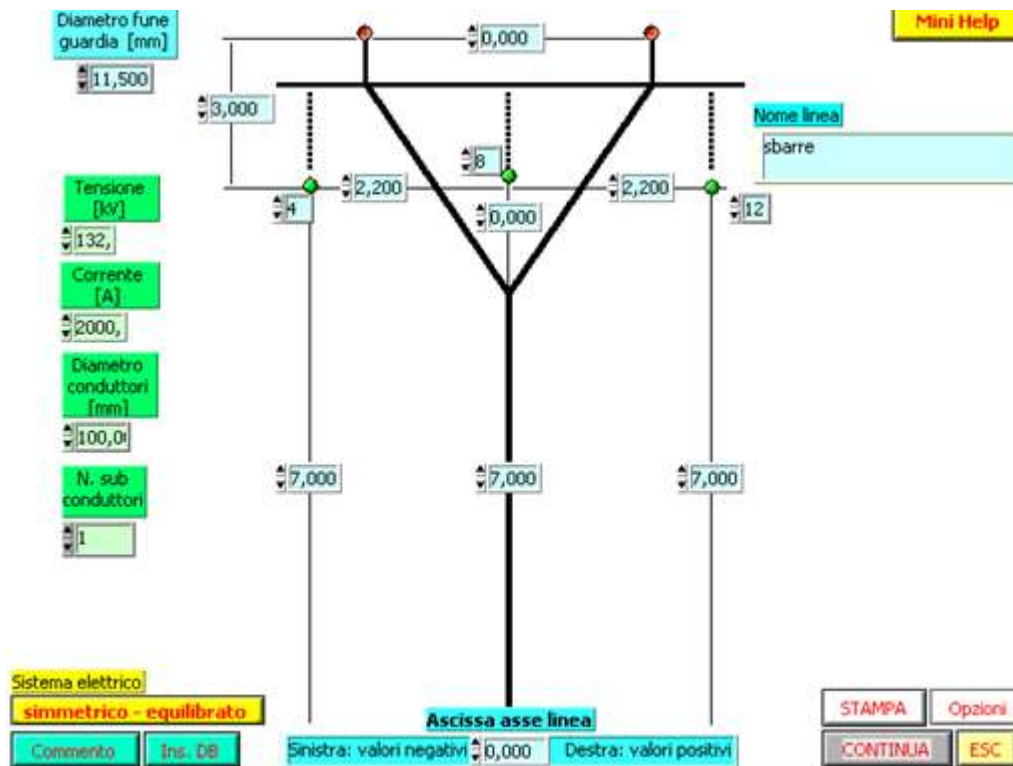 Diametro fune
guardia [mm]
11,500
0,000
Mini Help
3,000
Nome linea
sbarre
8
2,200
2,200
4
0,000
12
Tensione
[kV]
132,
Corrente
[A]
2000,
Diametro
conduttori
[mm]
100,0
N. sub
conduttori
1
7,000
7,000
7,000
Sistema elettrico
simmetrico - equilibrato
Commento
Ins. DB
Ascissa asse linea
Sinistra: valori negativi
0,000
Destra: valori positivi
STAMPA
Opzioni
CONTINUA
ESC